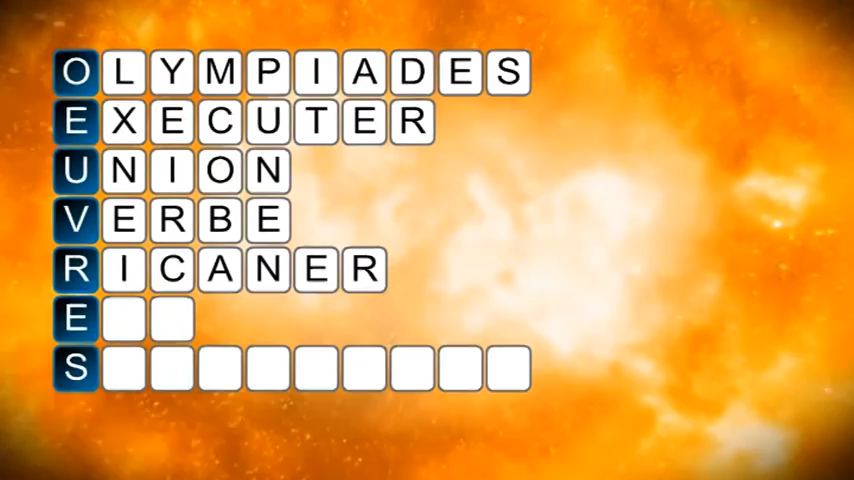 OLYMPIADES
EXECUTER
UNION
VERBE
RICANER
E
S